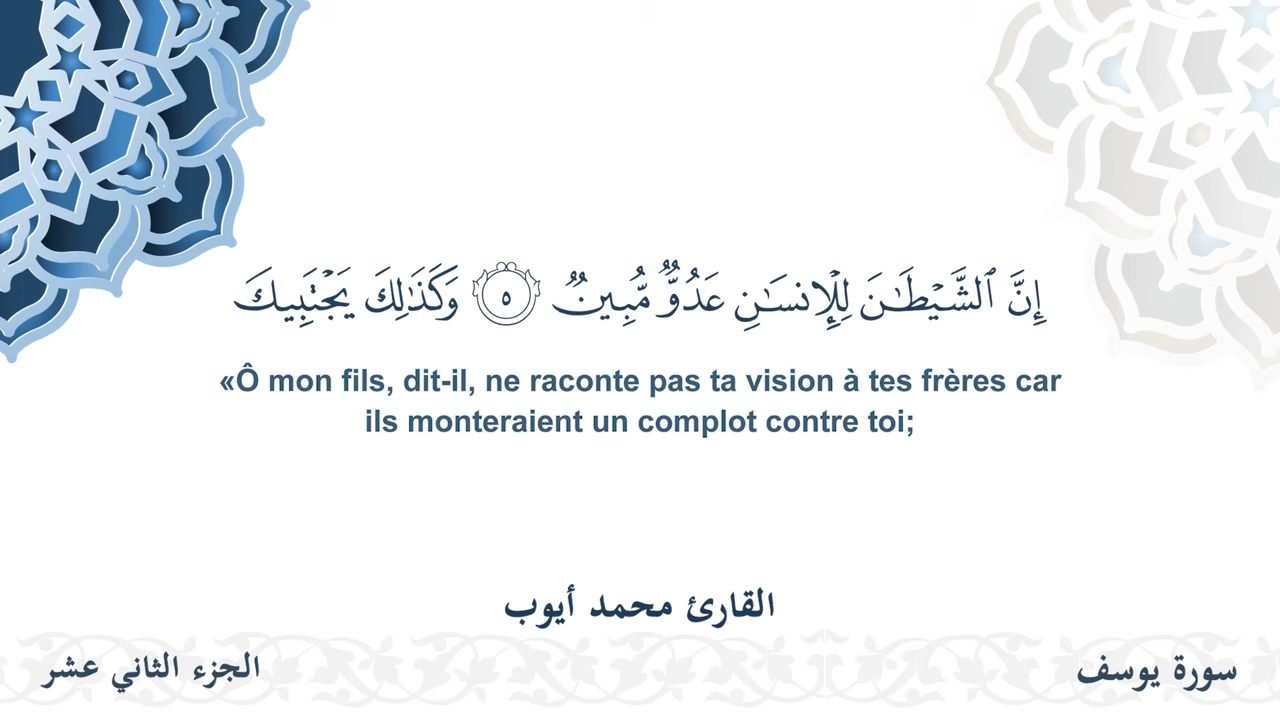 إِنَّ ٱلشَّيْطَٰنَ لِلْإِنسَٰنِ عَدُوٌّ مُّبِينٌ ٥ وَكَذَٰلِكَ يَجْتَبِيكَ
«Ô mon fils, dit-il, ne raconte pas ta vision à tes frères car
ils monteraient un complot contre toi;
القارئ محمد أيوب
سورة يوسف
الجزء الثاني عشر